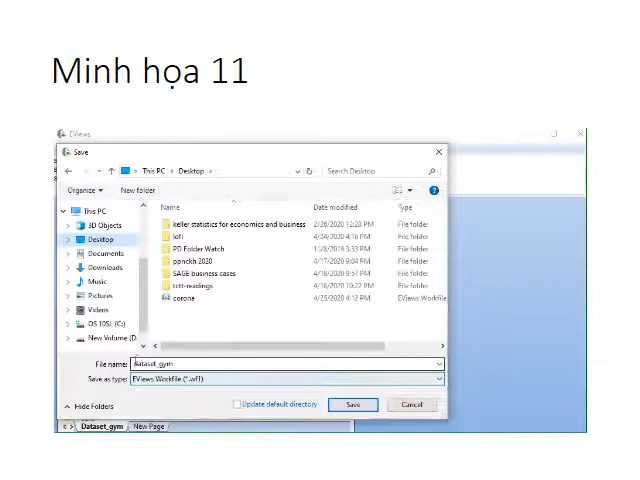 Minh họa 11
EViews
Save
This PC > Desktop >
Search Desktop
Organize
New folder
Name
Date modified
Type
This PC
3D Objects
Desktop
Documents
Downloads
Music
Pictures
Videos
OS 10SL (C:)
New Volume (D:
keller statistics for economics and business
2/26/2020 12:28 PM
File folder
lofi
4/24/2020 4:16 PM
File folder
PD Folder Watch
11/8/2019 3:33 PM
File folder
ppnckh 2020
4/17/2020 9:04 PM
File folder
SAGE business cases
4/18/2020 9:57 PM
File folder
tctt-readings
4/18/2020 10:22 PM
File folder
corona
4/25/2020 4:12 PM
EViews Workfile
File name:
dataset_gym
Save as type:
EViews Workfile (*.wf1)
Hide Folders
Update default directory
Save
Cancel
Dataset_gym
New Page